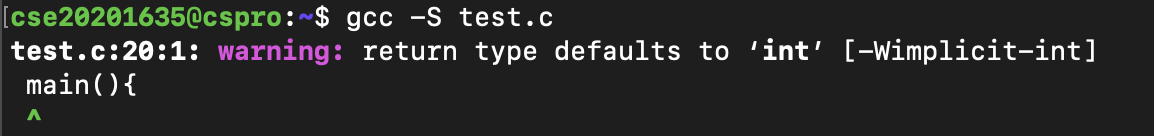 [cse20201635@cspro:~$ gcc -S test.c
test.c:20:1: warning: return type defaults to ‘int’ [-Wimplicit-int]
 main(){
 ^